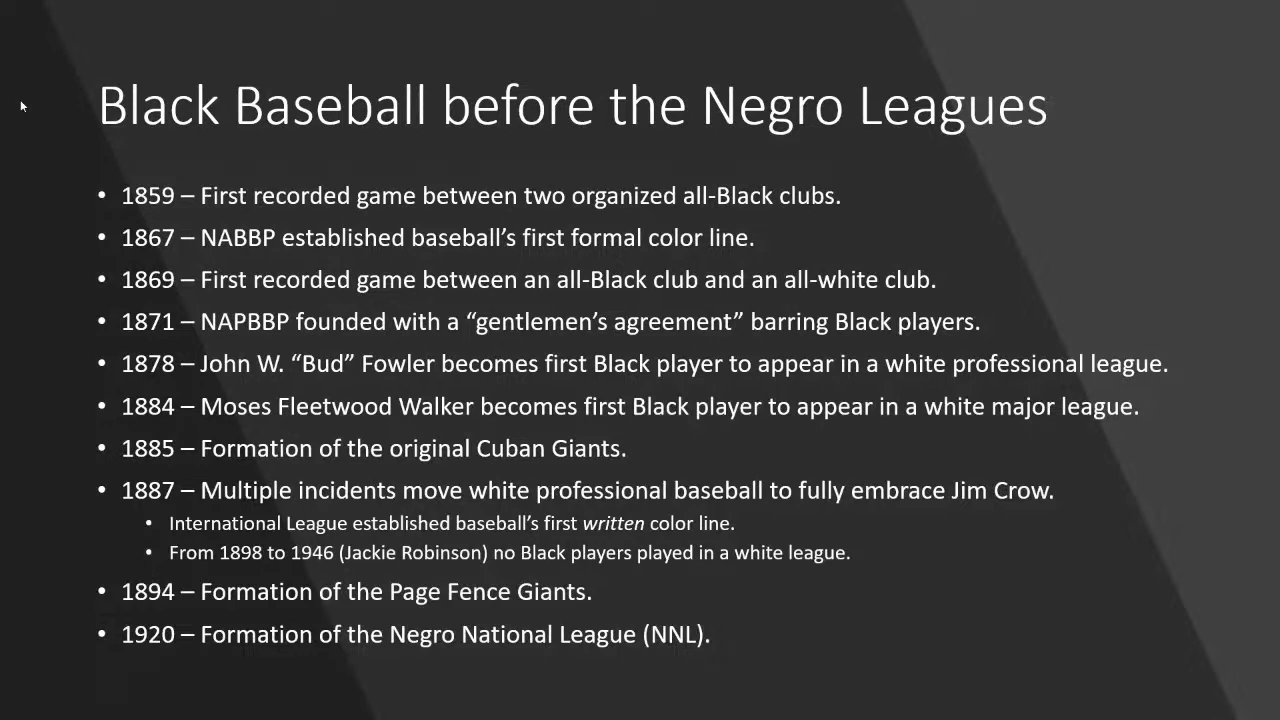 Black Baseball before the Negro Leagues
• 1859 – First recorded game between two organized all-Black clubs.
• 1867 – NABBP established baseball’s first formal color line.
• 1869 – First recorded game between an all-Black club and an all-white club.
• 1871 – NAPBBP founded with a “gentlemen’s agreement” barring Black players.
• 1878 – John W. “Bud” Fowler becomes first Black player to appear in a white professional league.
• 1884 – Moses Fleetwood Walker becomes first Black player to appear in a white major league.
• 1885 – Formation of the original Cuban Giants.
• 1887 – Multiple incidents move white professional baseball to fully embrace Jim Crow.
• International League established baseball’s first written color line.
• From 1898 to 1946 (Jackie Robinson) no Black players played in a white league.
• 1894 – Formation of the Page Fence Giants.
• 1920 – Formation of the Negro National League (NNL).